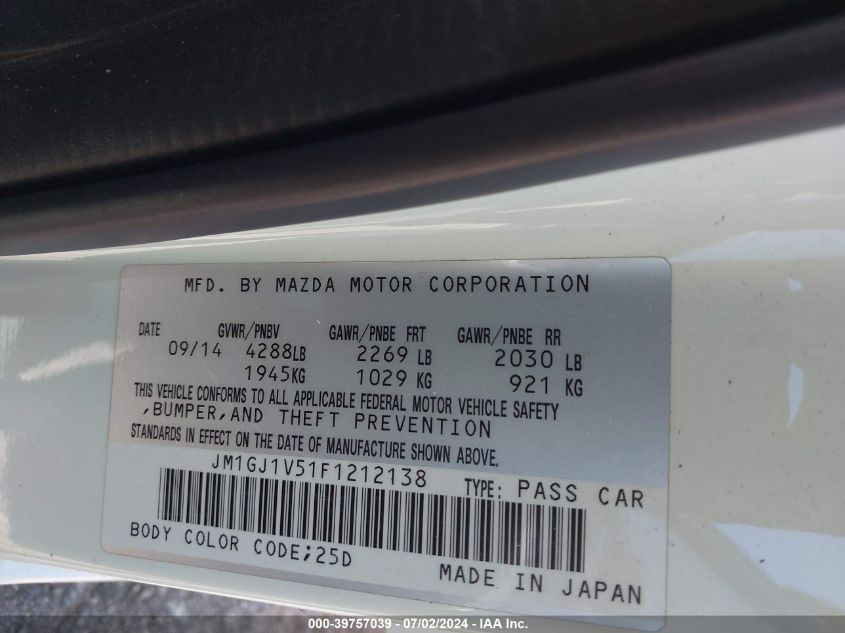 MFD. BY MAZDA MOTOR CORPORATION
DATE GVWR/PNBV GAWR/PNBE FRT GAWR/PNBE RR
09/14 4288LB 2269 LB 2030 LB
1945KG 1029 KG 921 KG
THIS VEHICLE CONFORMS TO ALL APPLICABLE FEDERAL MOTOR VEHICLE SAFETY
,BUMPER,AND THEFT PREVENTION
STANDARDS IN EFFECT ON THE DATE OF MANUFACTURE SHOWN ABOVE.
JM1GJ1V51F1212138 TYPE: PASS CAR
BODY COLOR CODE;25D
MADE IN JAPAN
000-39757039 - 07/02/2024 - IAAI.com